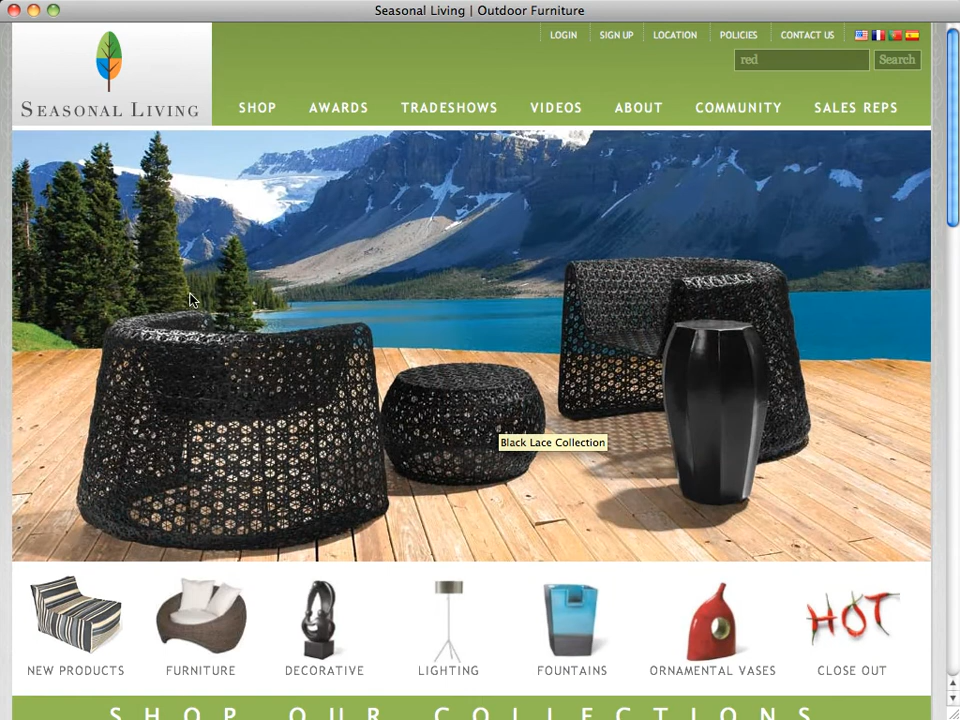 Seasonal Living | Outdoor Furniture
LOGIN SIGN UP LOCATION POLICIES CONTACT US
red Search
SEASONAL LIVING
SHOP AWARDS TRADESHOWS VIDEOS ABOUT COMMUNITY SALES REPS
Black Lace Collection
HOT
NEW PRODUCTS FURNITURE DECORATIVE LIGHTING FOUNTAINS ORNAMENTAL VASES CLOSE OUT
SHOP OUR COLLECTIONS